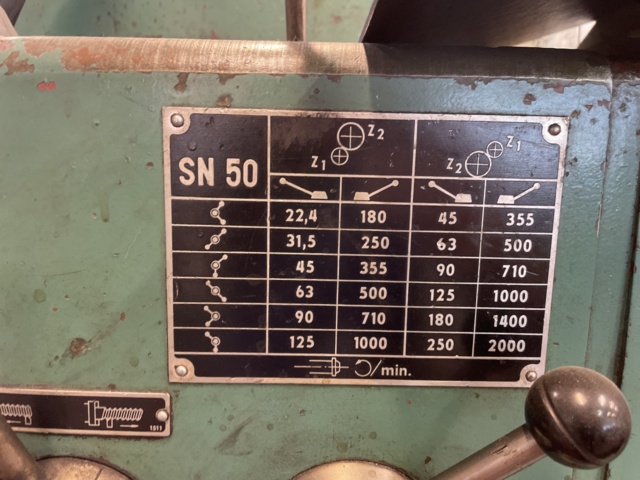 Z2
Z1
Z1
Z2
SN 50
22,4 180 45 355
31,5 250 63 500
45 355 90 710
63 500 125 1000
90 710 180 1400
125 1000 250 2000
/min.
1511